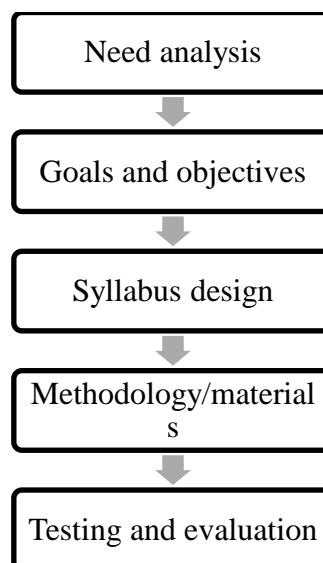 Need analysis
Goals and objectives
Syllabus design
Methodology/material
s
Testing and evaluation